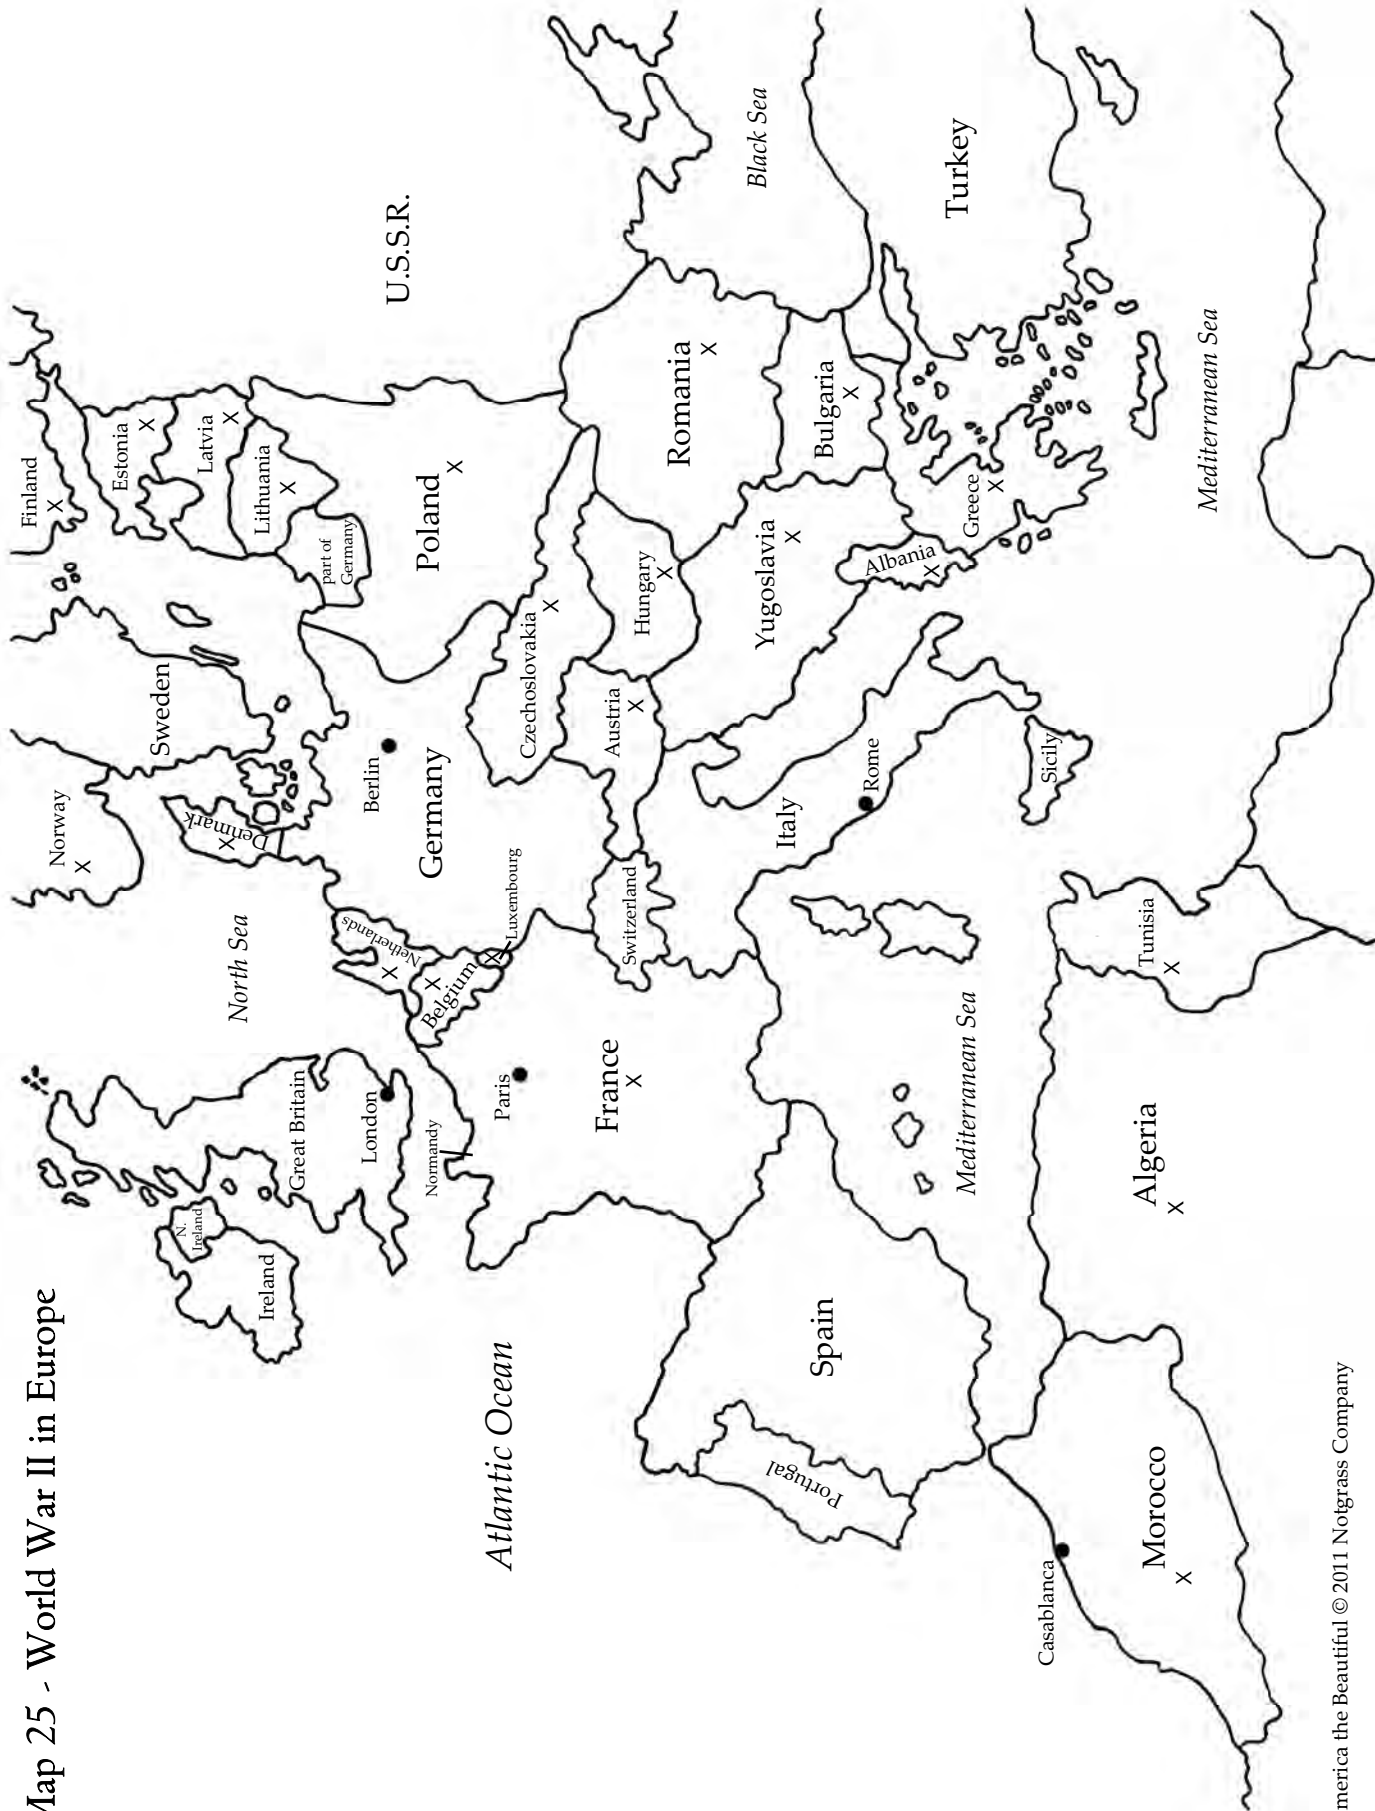 Map 25 - World War II in Europe
Norway
X
Sweden
Finland
X
Estonia
X
Latvia
X
Lithuania
X
part of
Germany
U.S.S.R.
North Sea
Denmark
X
N.
Ireland
Ireland
Great Britain
London
Netherlands
X
Belgium
X
Luxembourg
X
Berlin
Germany
Poland
X
Normandy
Paris
France
X
Czechoslovakia
X
Austria
X
Hungary
X
Switzerland
Romania
X
Black Sea
Atlantic Ocean
Yugoslavia
X
Bulgaria
X
Italy
Rome
Albania
X
Greece
X
Turkey
Portugal
Spain
Mediterranean Sea
Sicily
Mediterranean Sea
Casablanca
Morocco
X
Algeria
X
Tunisia
X
merica the Beautiful © 2011 Notgrass Company